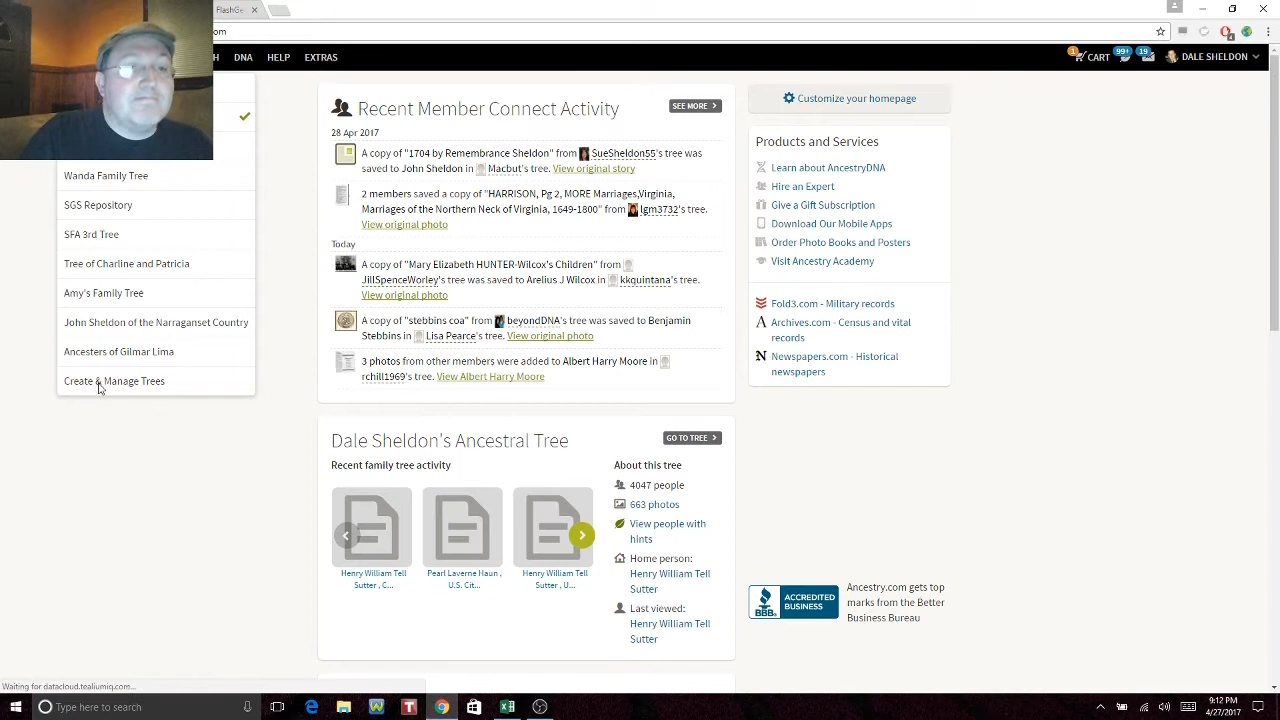 FlashGe
om
H
DNA
HELP
EXTRAS
1
CART
99+
19
DALE SHELDON
Wanda Family Tree
SGS Repository
SFA 3rd Tree
Tree of Charline and Patricia
Amy's Family Tree
John Sheldon of the Narraganset Country
Ancesters of Gilmar Lima
Create & Manage Trees
Recent Member Connect Activity
SEE MORE
28 Apr 2017
A copy of "1704 by Remembrance Sheldon" from SueSheldon55's tree was
saved to John Sheldon in Macbut's tree. View original story
2 members saved a copy of "HARRISON, Pg 2, MORE Marriages,Virginia,
Marriages of the Northern Neck of Virginia, 1649-1800" from lgm3732's tree.
View original photo
Today
A copy of "Mary Elizabeth HUNTER-Wilcox's Children" from
JillSpenceWorley's tree was saved to Arelius J Wilcox in kkquintana's tree.
View original photo
A copy of "stebbins coa" from beyondDNA's tree was saved to Benjamin
Stebbins in Lisa Pearce's tree. View original photo
3 photos from other members were added to Albert Harry Moore in
rchill1969's tree. View Albert Harry Moore
Dale Sheldon's Ancestral Tree
GO TO TREE
Recent family tree activity
Henry William Tell
Sutter , C...
Pearl Laverne Haun ,
U.S. Cit...
Henry William Tell
Sutter , U...
About this tree
4047 people
663 photos
View people with
hints
Home person:
Henry William Tell
Sutter
Last viewed:
Henry William Tell
Sutter
Customize your homepage
Products and Services
Learn about AncestryDNA
Hire an Expert
Give a Gift Subscription
Download Our Mobile Apps
Order Photo Books and Posters
Visit Ancestry Academy
Fold3.com - Military records
Archives.com - Census and vital
records
Newspapers.com - Historical
newspapers
BBB
ACCREDITED
BUSINESS
Ancestry.com gets top
marks from the Better
Business Bureau
Waiting for datacloud.tealiumiq.com...
Type here to search
9:12 PM
4/27/2017